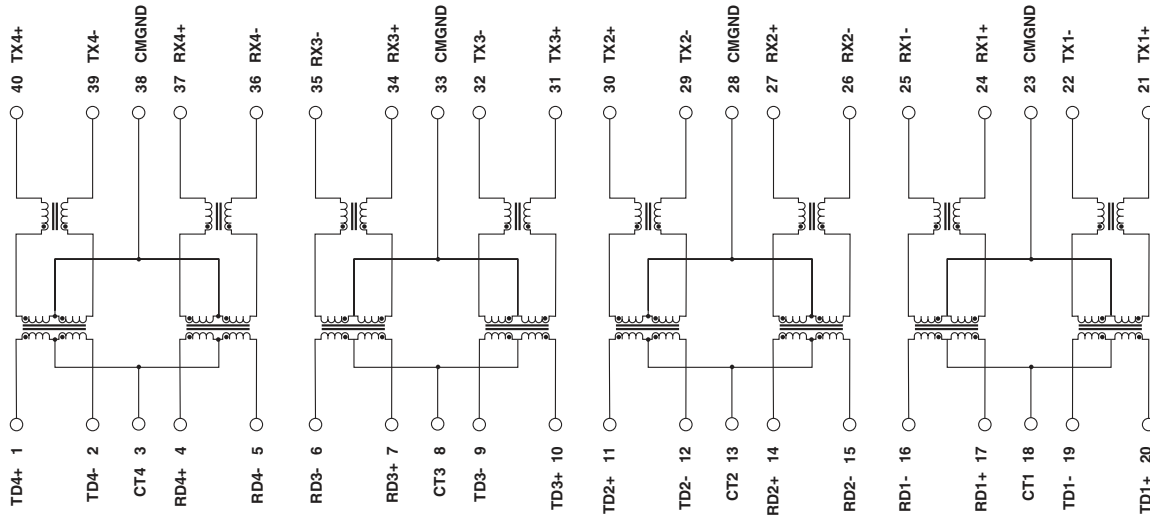 40 TX4+
39 TX4-
38 CMGND
37 RX4+
36 RX4-
35 RX3-
34 RX3+
33 CMGND
32 TX3-
31 TX3+
30 TX2+
29 TX2-
28 CMGND
27 RX2+
26 RX2-
25 RX1-
24 RX1+
23 CMGND
22 TX1-
21 TX1+
TD4+ 1
TD4- 2
CT4 3
RD4+ 4
RD4- 5
RD3- 6
RD3+ 7
CT3 8
TD3- 9
TD3+ 10
TD2+ 11
TD2- 12
CT2 13
RD2+ 14
RD2- 15
RD1- 16
RD1+ 17
CT1 18
TD1- 19
TD1+ 20